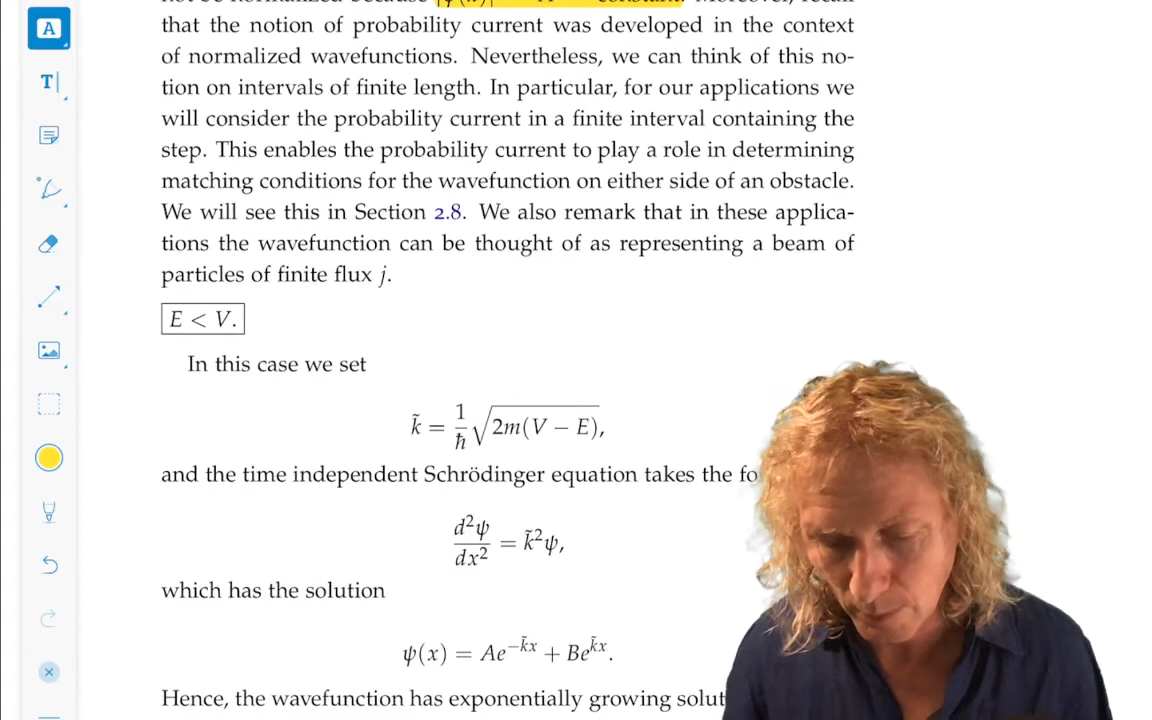 that the notion of probability current was developed in the context
of normalized wavefunctions. Nevertheless, we can think of this no-
tion on intervals of finite length. In particular, for our applications we
will consider the probability current in a finite interval containing the
step. This enables the probability current to play a role in determining
matching conditions for the wavefunction on either side of an obstacle.
We will see this in Section 2.8. We also remark that in these applica-
tions the wavefunction can be thought of as representing a beam of
particles of finite flux j.
E < V.
In this case we set
k̃ = 1/ħ √2m(V − E),
and the time independent Schrödinger equation takes the
d²ψ/dx² = k̃²ψ,
which has the solution
ψ(x) = Ae^{−k̃x} + Be^{k̃x}.
Hence, the wavefunction has exponentially growing